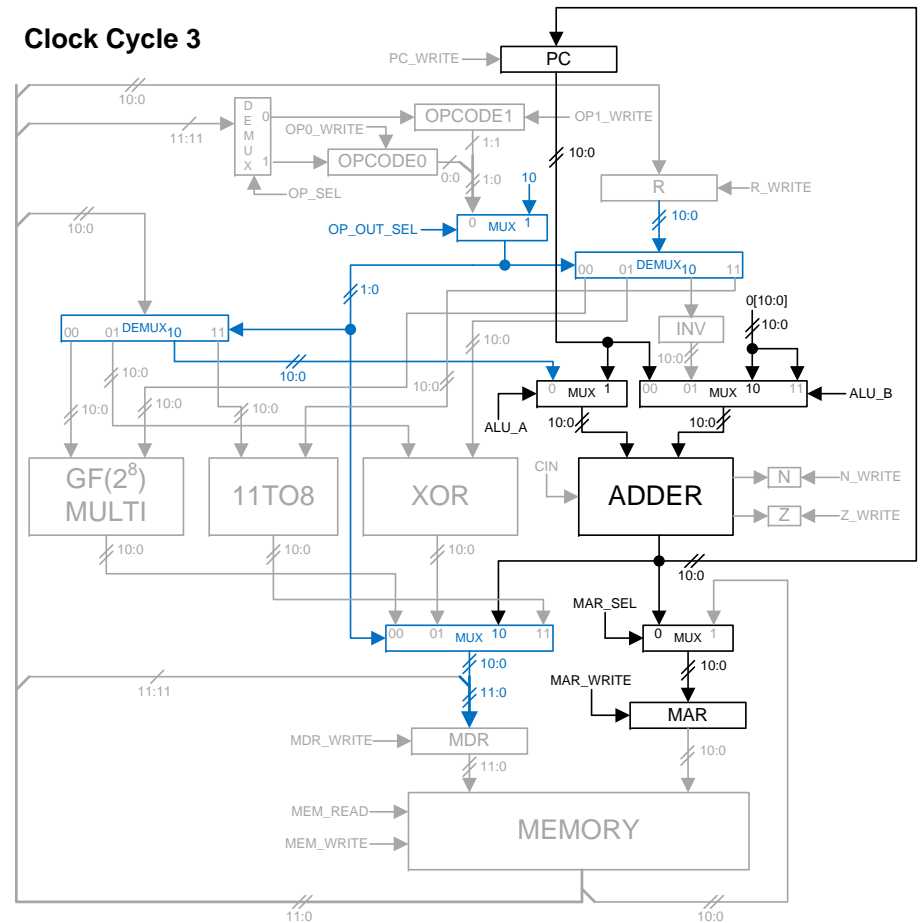 Clock Cycle 3
PC_WRITE
PC
10:0
11:11
D
E
M
U
X
0
1
OP0_WRITE
OPCODE1
OP1_WRITE
1:1
OPCODE0
0:0
1:0
OP_SEL
10
10:0
R
R_WRITE
10:0
10:0
OP_OUT_SEL
0
MUX
1
00
01
DEMUX
10
11
1:0
0[10:0]
10:0
00
01
DEMUX
10
11
INV
10:0
10:0
10:0
10:0
10:0
0
MUX
1
00
01
MUX
10
11
ALU_B
ALU_A
10:0
10:0
10:0
10:0
10:0
10:0
GF(2⁸)
MULTI
11TO8
XOR
CIN
ADDER
N
N_WRITE
Z
Z_WRITE
10:0
10:0
10:0
10:0
MAR_SEL
00
01
MUX
10
11
0
MUX
1
10:0
10:0
11:11
11:0
MAR_WRITE
MAR
MDR_WRITE
MDR
10:0
11:0
MEM_READ
MEM_WRITE
MEMORY
11:0
10:0